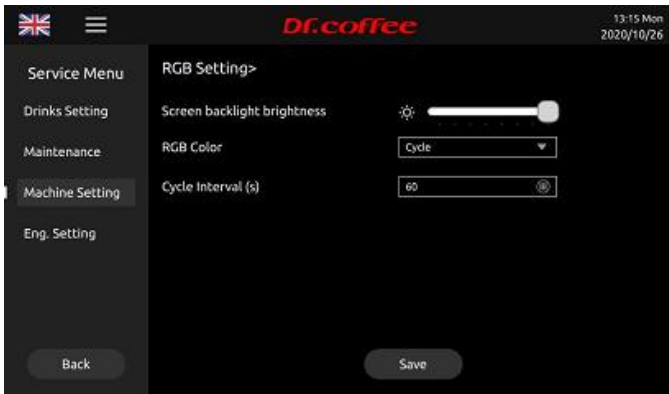 Dr.coffee
13:15 Mon
2020/10/26
Service Menu
Drinks Setting
Maintenance
Machine Setting
Eng. Setting
Back
RGB Setting>
Screen backlight brightness
RGB Color
Cycle
Cycle Interval (s)
60
Save